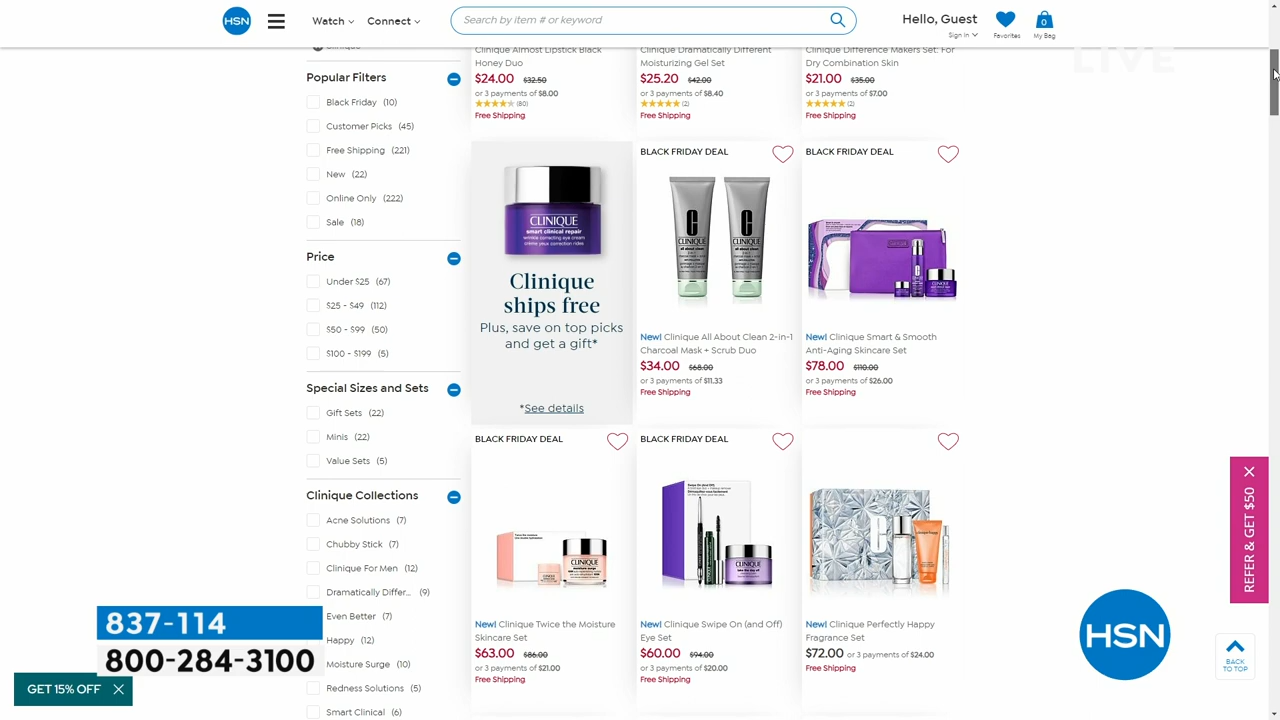 HSN
Watch
Connect
Search by item # or keyword
Hello, Guest
Sign In
Favorites
0
My Bag
LIVE
Clinique Almost Lipstick Black
Honey Duo
$24.00 $32.50
or 3 payments of $8.00
(80)
Free Shipping
Clinique Dramatically Different
Moisturizing Gel Set
$25.20 $42.00
or 3 payments of $8.40
(2)
Free Shipping
Clinique Difference Makers Set: For
Dry Combination Skin
$21.00 $35.00
or 3 payments of $7.00
(2)
Free Shipping
Popular Filters
Black Friday (10)
Customer Picks (45)
Free Shipping (221)
New (22)
Online Only (222)
Sale (18)
Price
Under $25 (67)
$25 - $49 (112)
$50 - $99 (50)
$100 - $199 (5)
Special Sizes and Sets
Gift Sets (22)
Minis (22)
Value Sets (5)
Clinique Collections
Acne Solutions (7)
Chubby Stick (7)
Clinique For Men (12)
Dramatically Differ... (9)
Even Better (7)
Happy (12)
Moisture Surge (10)
Redness Solutions (5)
Smart Clinical (6)
CLINIQUE
smart clinical repair
wrinkle correcting eye cream
Clinique
ships free
Plus, save on top picks
and get a gift*
*See details
BLACK FRIDAY DEAL
CLINIQUE
CLINIQUE
New! Clinique All About Clean 2-in-1
Charcoal Mask + Scrub Duo
$34.00 $68.00
or 3 payments of $11.33
Free Shipping
BLACK FRIDAY DEAL
New! Clinique Smart & Smooth
Anti-Aging Skincare Set
$78.00 $110.00
or 3 payments of $26.00
Free Shipping
BLACK FRIDAY DEAL
CLINIQUE
New! Clinique Twice the Moisture
Skincare Set
$63.00 $86.00
or 3 payments of $21.00
Free Shipping
BLACK FRIDAY DEAL
CLINIQUE
New! Clinique Swipe On (and Off)
Eye Set
$60.00 $94.00
or 3 payments of $20.00
Free Shipping
New! Clinique Perfectly Happy
Fragrance Set
$72.00 or 3 payments of $24.00
Free Shipping
REFER & GET $50
HSN
BACK
TO TOP
837-114
800-284-3100
GET 15% OFF